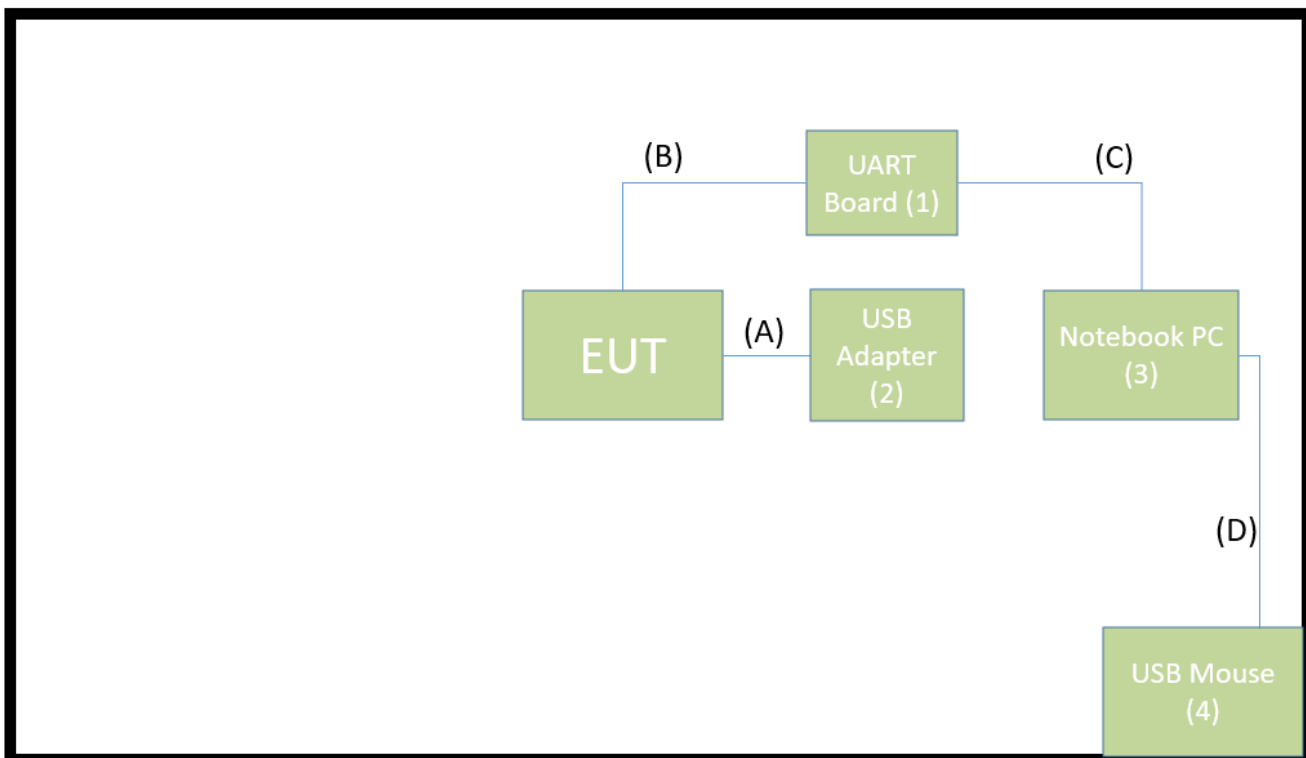 (B)
UART
Board (1)
(C)
EUT
(A)
USB
Adapter
(2)
Notebook PC
(3)
(D)
USB Mouse
(4)